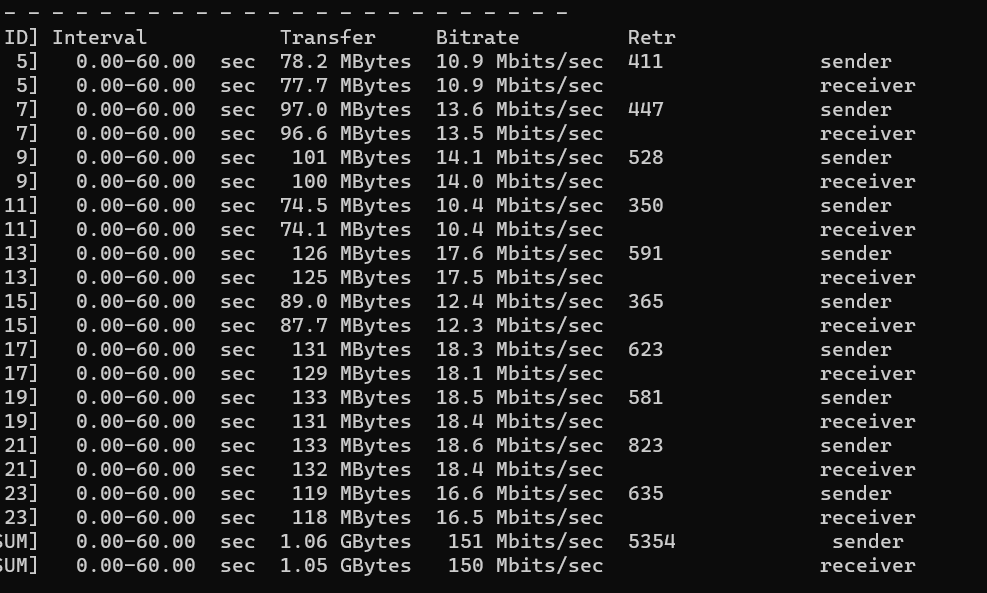 - - - - - - - - - - - - - - - - - - - - - - - -
ID] Interval           Transfer     Bitrate         Retr
 5]   0.00-60.00  sec  78.2 MBytes  10.9 Mbits/sec  411             sender
 5]   0.00-60.00  sec  77.7 MBytes  10.9 Mbits/sec                  receiver
 7]   0.00-60.00  sec  97.0 MBytes  13.6 Mbits/sec  447             sender
 7]   0.00-60.00  sec  96.6 MBytes  13.5 Mbits/sec                  receiver
 9]   0.00-60.00  sec   101 MBytes  14.1 Mbits/sec  528             sender
 9]   0.00-60.00  sec   100 MBytes  14.0 Mbits/sec                  receiver
11]   0.00-60.00  sec  74.5 MBytes  10.4 Mbits/sec  350             sender
11]   0.00-60.00  sec  74.1 MBytes  10.4 Mbits/sec                  receiver
13]   0.00-60.00  sec   126 MBytes  17.6 Mbits/sec  591             sender
13]   0.00-60.00  sec   125 MBytes  17.5 Mbits/sec                  receiver
15]   0.00-60.00  sec  89.0 MBytes  12.4 Mbits/sec  365             sender
15]   0.00-60.00  sec  87.7 MBytes  12.3 Mbits/sec                  receiver
17]   0.00-60.00  sec   131 MBytes  18.3 Mbits/sec  623             sender
17]   0.00-60.00  sec   129 MBytes  18.1 Mbits/sec                  receiver
19]   0.00-60.00  sec   133 MBytes  18.5 Mbits/sec  581             sender
19]   0.00-60.00  sec   131 MBytes  18.4 Mbits/sec                  receiver
21]   0.00-60.00  sec   133 MBytes  18.6 Mbits/sec  823             sender
21]   0.00-60.00  sec   132 MBytes  18.4 Mbits/sec                  receiver
23]   0.00-60.00  sec   119 MBytes  16.6 Mbits/sec  635             sender
23]   0.00-60.00  sec   118 MBytes  16.5 Mbits/sec                  receiver
SUM]   0.00-60.00  sec  1.06 GBytes   151 Mbits/sec  5354             sender
SUM]   0.00-60.00  sec  1.05 GBytes   150 Mbits/sec                  receiver